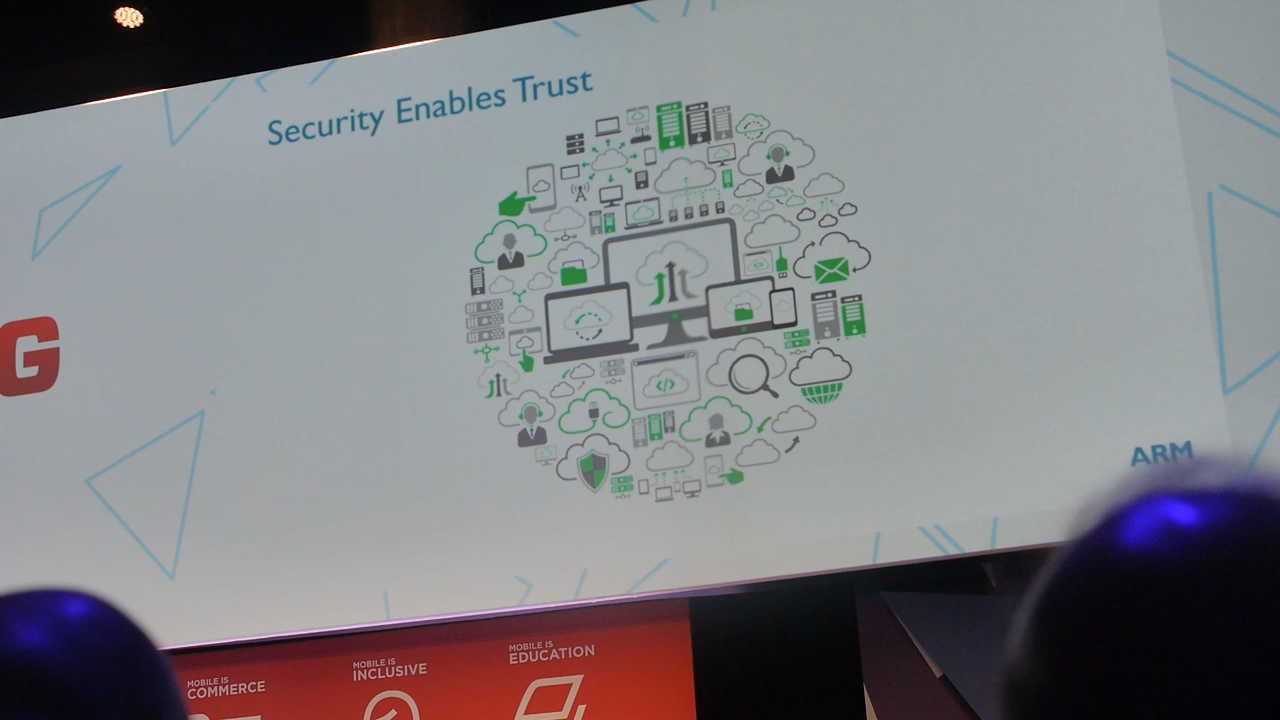 Security Enables Trust
G
</>
ARM
MOBILE IS
COMMERCE
MOBILE IS
INCLUSIVE
MOBILE IS
EDUCATION